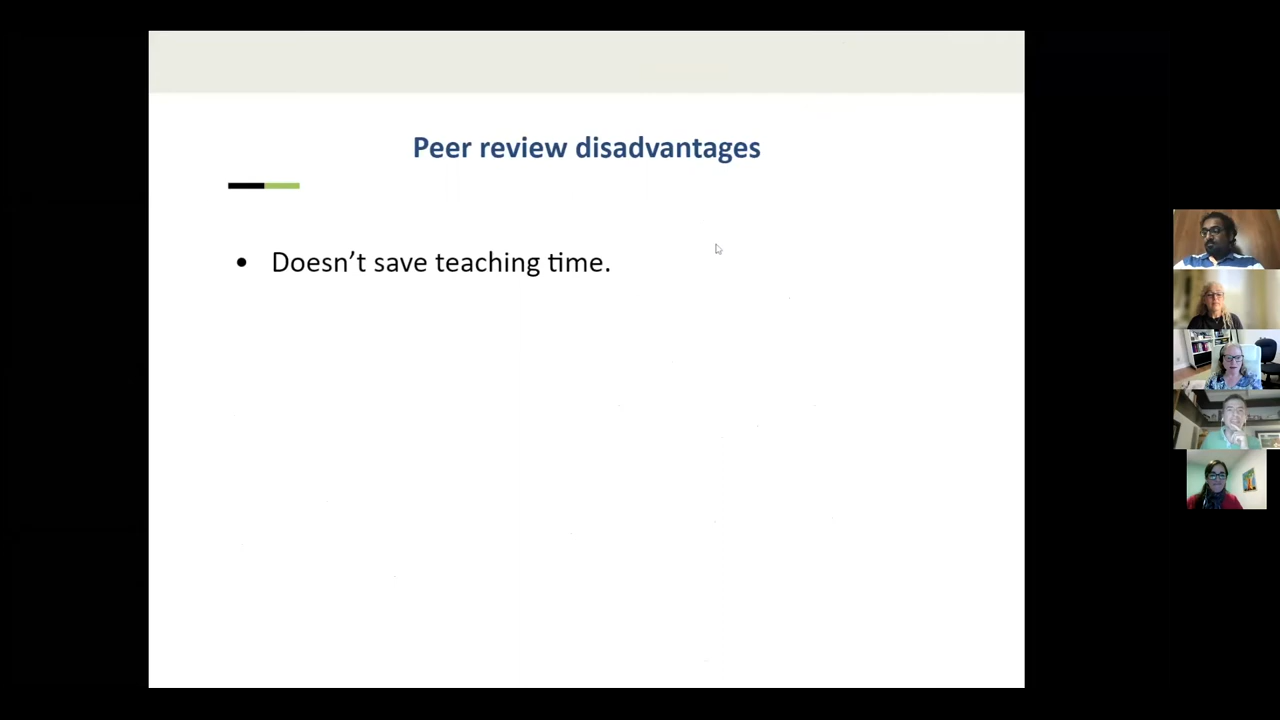 Peer review disadvantages
• Doesn’t save teaching time.